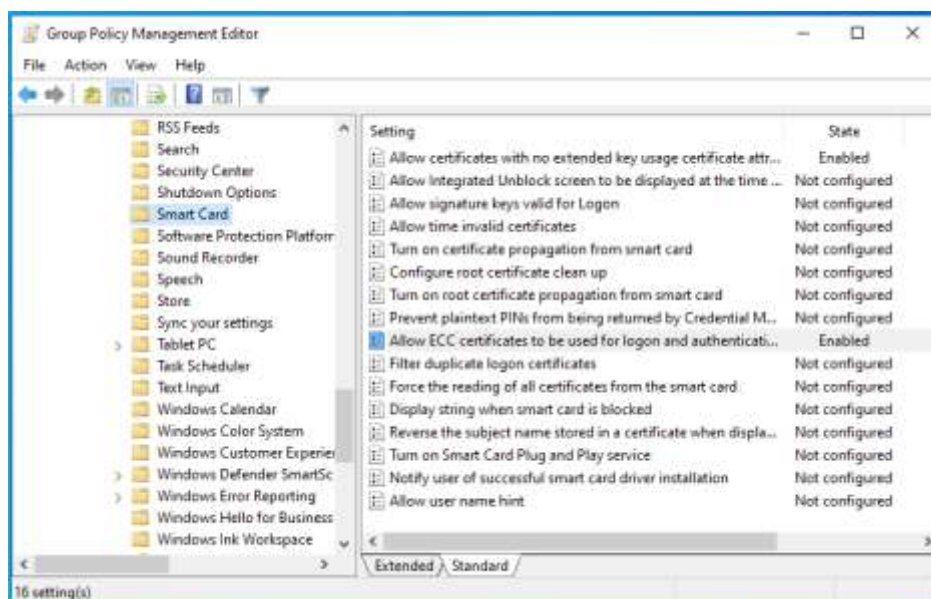 Group Policy Management Editor
File Action View Help
RSS Feeds
Search
Security Center
Shutdown Options
Smart Card
Software Protection Platforr
Sound Recorder
Speech
Store
Sync your settings
Tablet PC
Task Scheduler
Text Input
Windows Calendar
Windows Color System
Windows Customer Experier
Windows Defender SmartSc
Windows Error Reporting
Windows Hello for Business
Windows Ink Workspace
Setting State
Allow certificates with no extended key usage certificate attr... Enabled
Allow Integrated Unblock screen to be displayed at the time ... Not configured
Allow signature keys valid for Logon Not configured
Allow time invalid certificates Not configured
Turn on certificate propagation from smart card Not configured
Configure root certificate clean up Not configured
Turn on root certificate propagation from smart card Not configured
Prevent plaintext PINs from being returned by Credential M... Not configured
Allow ECC certificates to be used for logon and authenticati... Enabled
Filter duplicate logon certificates Not configured
Force the reading of all certificates from the smart card Not configured
Display string when smart card is blocked Not configured
Reverse the subject name stored in a certificate when displa... Not configured
Turn on Smart Card Plug and Play service Not configured
Notify user of successful smart card driver installation Not configured
Allow user name hint Not configured
Extended Standard
16 setting(s)